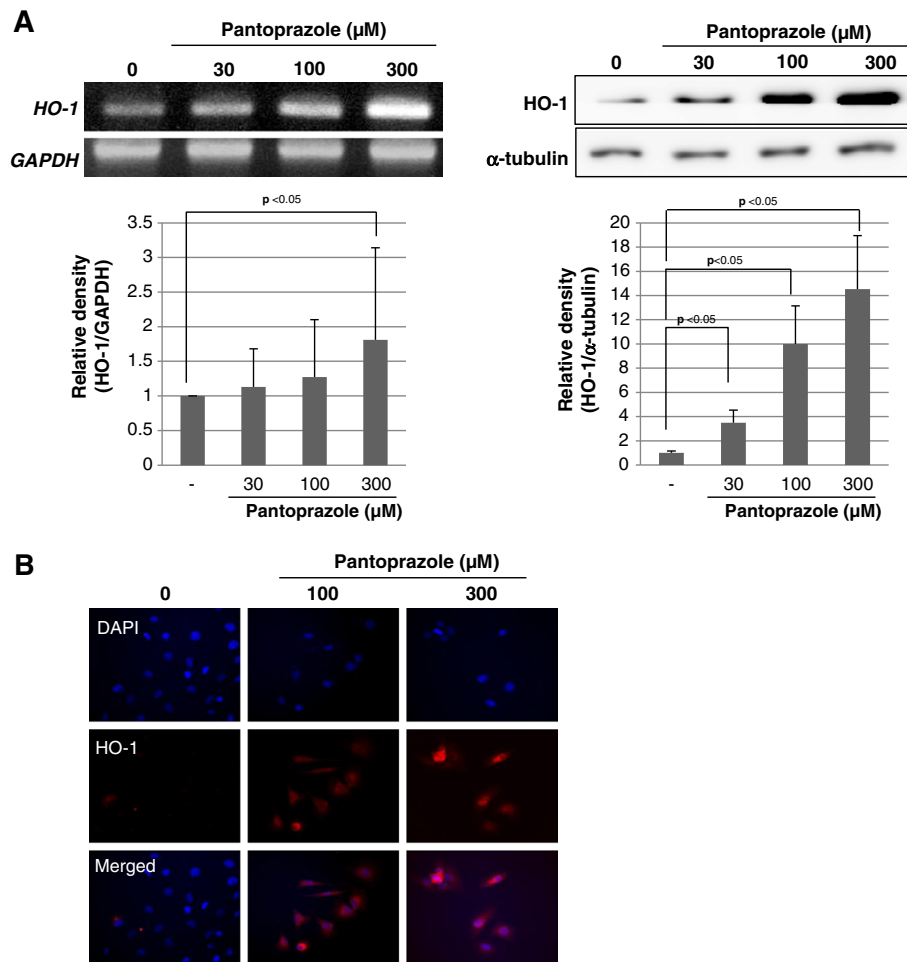 A
Pantoprazole (µM)
0 30 100 300
HO-1
GAPDH
p <0.05
3.5
3
2.5
2
1.5
1
0.5
0
Relative density
(HO-1/GAPDH)
- 30 100 300
Pantoprazole (µM)
Pantoprazole (µM)
0 30 100 300
HO-1
α-tubulin
p <0.05
p<0.05
p <0.05
20
18
16
14
12
10
8
6
4
2
0
Relative density
(HO-1/α-tubulin)
- 30 100 300
Pantoprazole (µM)
B
Pantoprazole (µM)
0 100 300
DAPI
HO-1
Merged